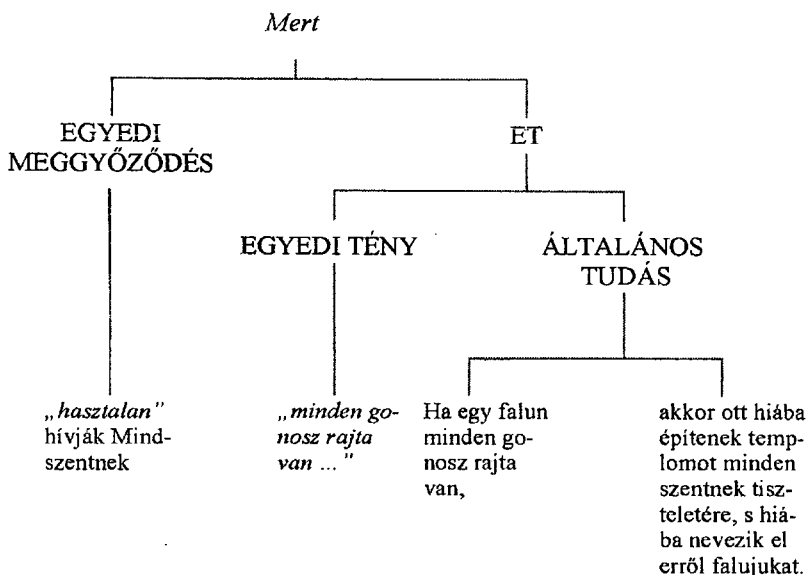 Mert
EGYEDI
MEGGYŐZŐDÉS
ET
EGYEDI TÉNY
ÁLTALÁNOS
TUDÁS
„hasztalan”
hívják Mind-
szentnek
„minden go-
nosz rajta
van ...”
Ha egy falun
minden go-
nosz rajta
van,
akkor ott hiába
építenek temp-
lomot minden
szentnek tisz-
teletére, s hiá-
ba nevezik el
erről falujukat.